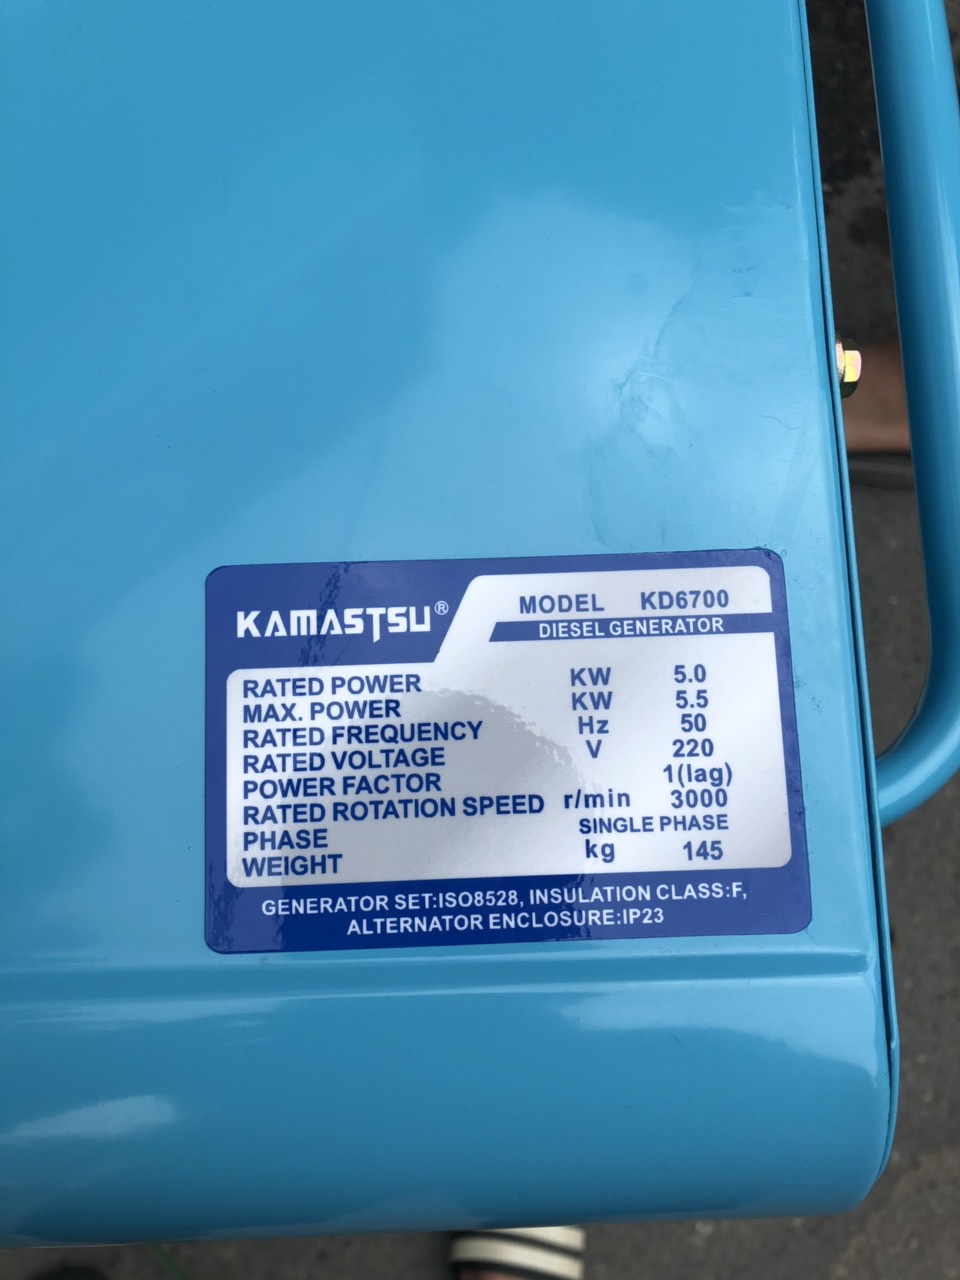 KAMASTSU®
MODEL KD6700
DIESEL GENERATOR
RATED POWER KW 5.0
MAX. POWER KW 5.5
RATED FREQUENCY Hz 50
RATED VOLTAGE V 220
POWER FACTOR 1(lag)
RATED ROTATION SPEED r/min 3000
PHASE SINGLE PHASE
WEIGHT kg 145
GENERATOR SET:ISO8528, INSULATION CLASS:F,
ALTERNATOR ENCLOSURE:IP23